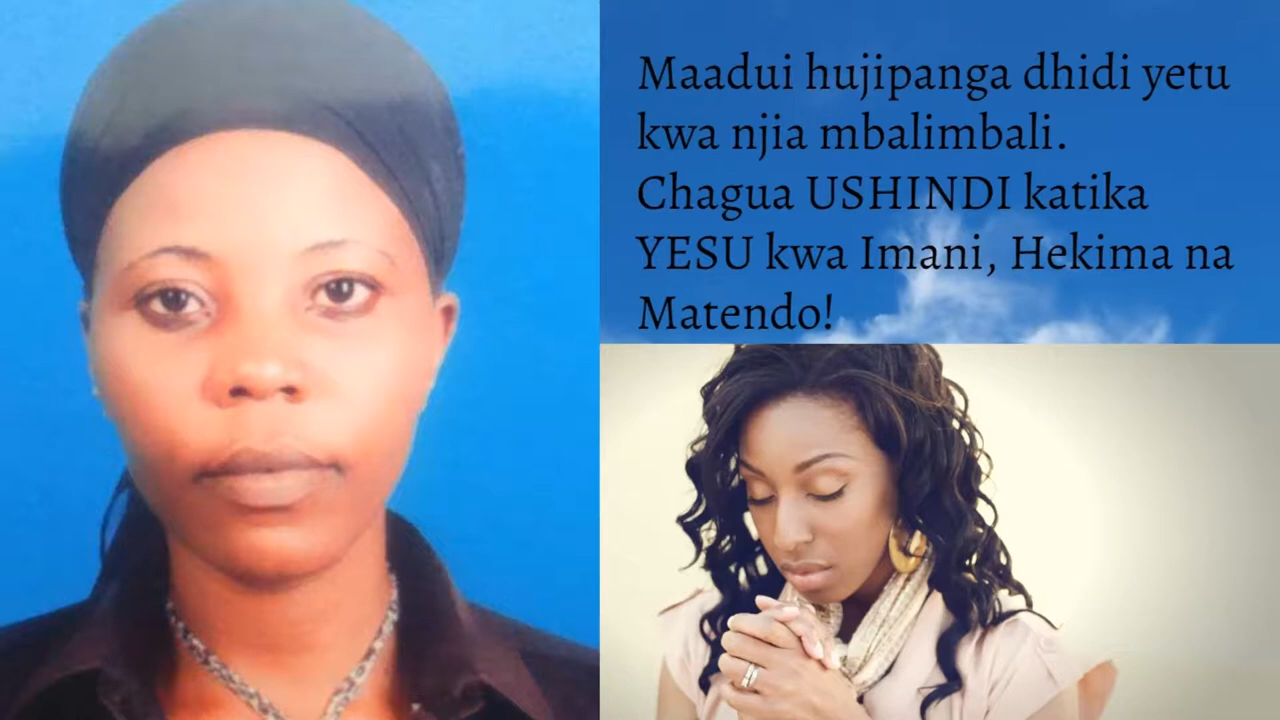 Maadui hujipanga dhidi yetu
kwa njia mbalimbali.
Chagua USHINDI katika
YESU kwa Imani, Hekima na
Matendo!